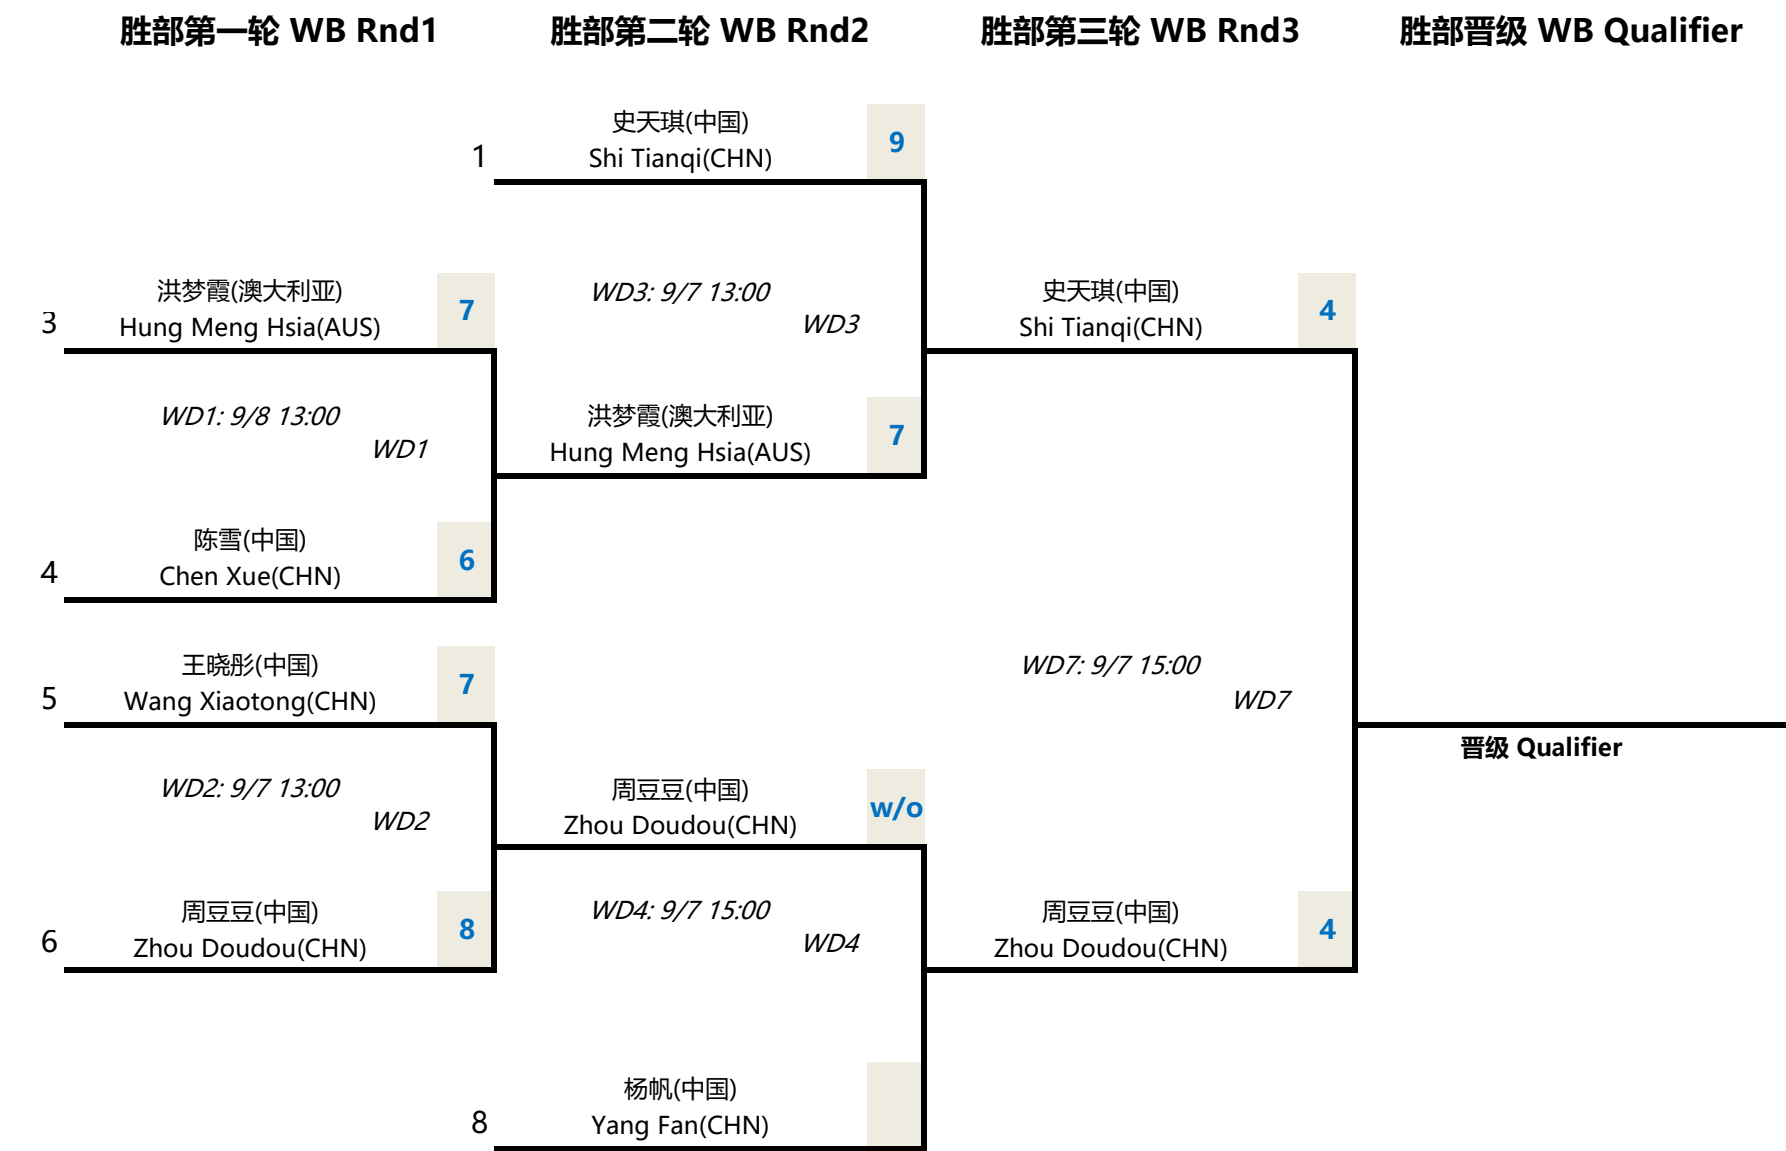 胜部第一轮 WB Rnd1
胜部第二轮 WB Rnd2
胜部第三轮 WB Rnd3
胜部晋级 WB Qualifier
史天琪(中国)
9
1
Shi Tianqi(CHN)
洪梦霞(澳大利亚)
7
3
Hung Meng Hsia(AUS)
WD3: 9/7 13:00
WD3
史天琪(中国)
4
Shi Tianqi(CHN)
WD1: 9/8 13:00
WD1
洪梦霞(澳大利亚)
7
Hung Meng Hsia(AUS)
陈雪(中国)
6
4
Chen Xue(CHN)
王晓彤(中国)
7
5
Wang Xiaotong(CHN)
WD7: 9/7 15:00
WD7
晋级 Qualifier
WD2: 9/7 13:00
WD2
周豆豆(中国)
w/o
Zhou Doudou(CHN)
周豆豆(中国)
8
6
Zhou Doudou(CHN)
WD4: 9/7 15:00
WD4
周豆豆(中国)
4
Zhou Doudou(CHN)
杨帆(中国)
8
Yang Fan(CHN)